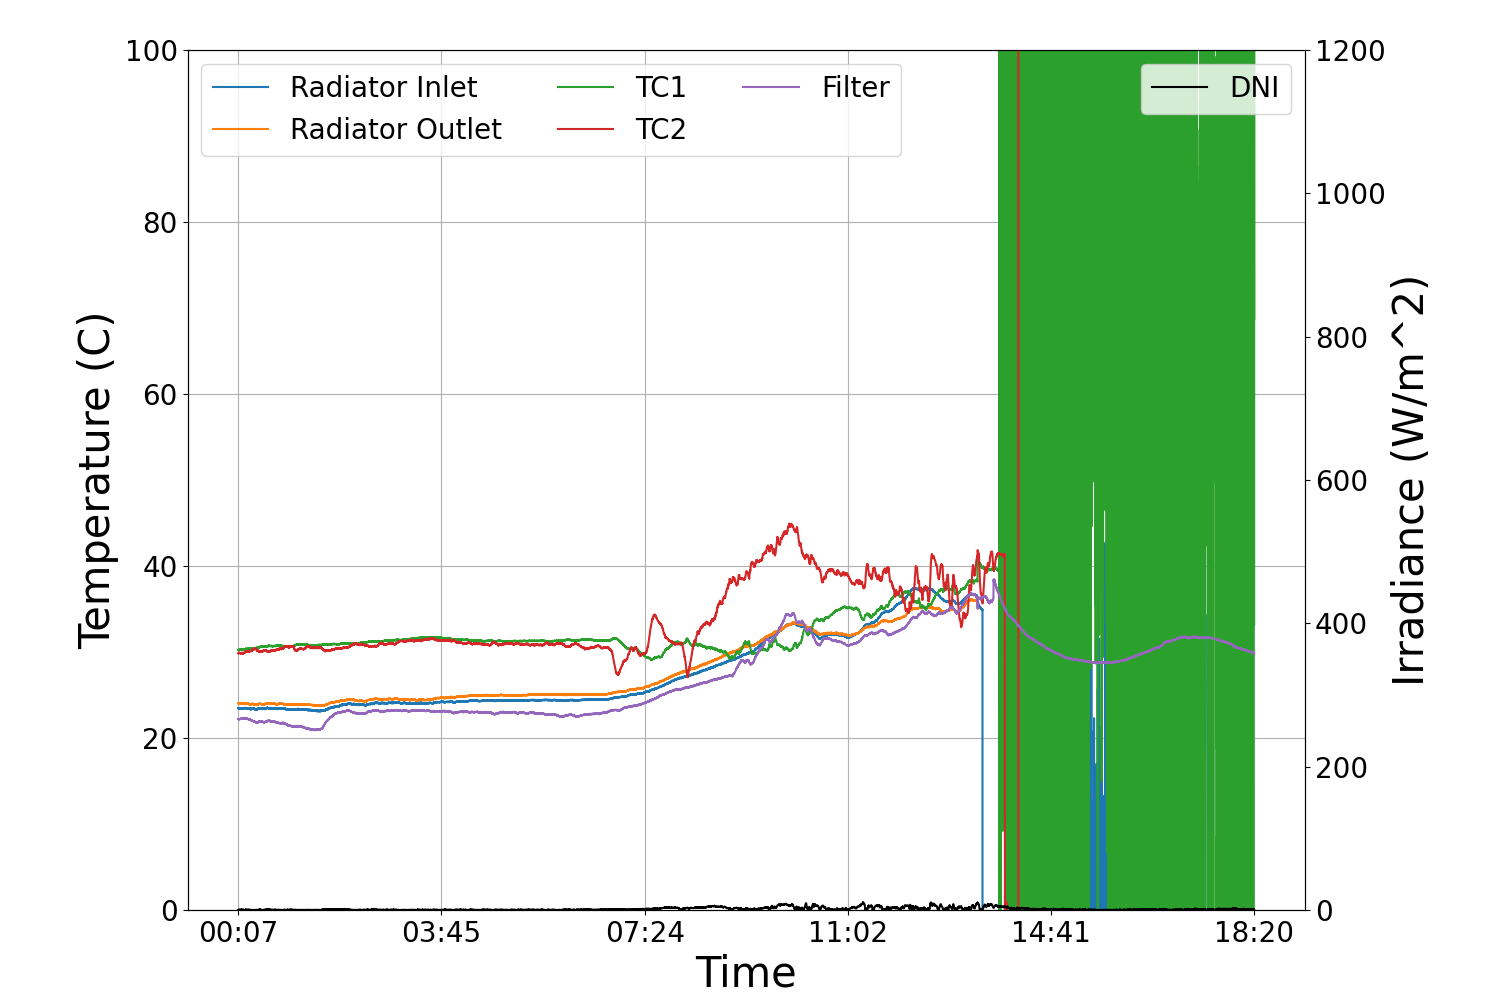 100
80
60
40
20
0
Temperature (C)
Radiator Inlet
Radiator Outlet
TC1
TC2
Filter
DNI
1200
1000
800
600
400
200
0
Irradiance (W/m^2)
00:07 03:45 07:24 11:02 14:41 18:20
Time